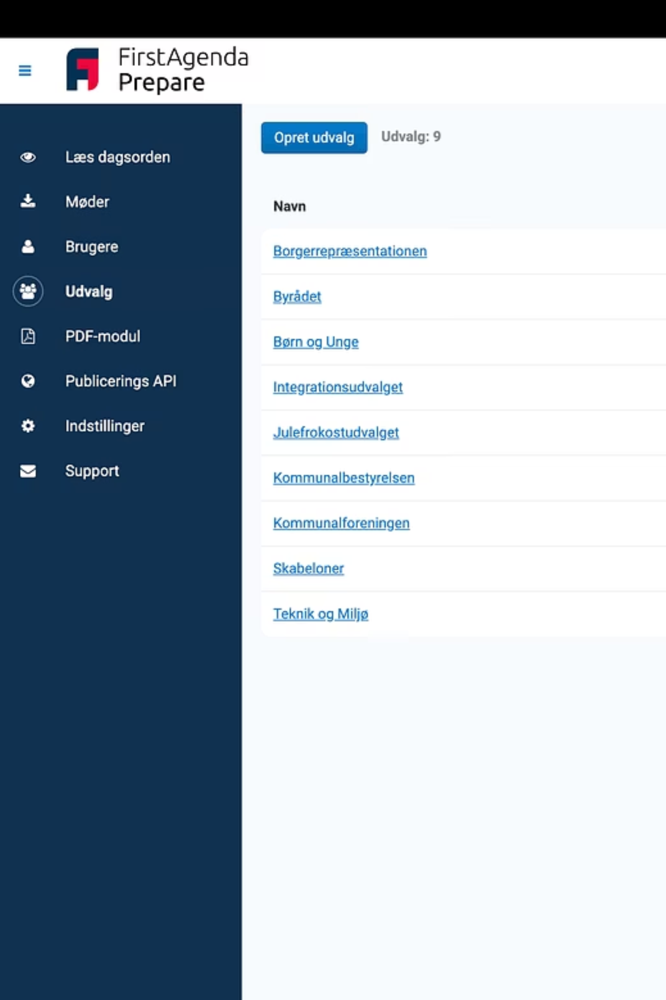 FirstAgenda
Prepare
Læs dagsorden
Møder
Brugere
Udvalg
PDF-modul
Publicerings API
Indstillinger
Support
Opret udvalg
Udvalg: 9
Navn
Borgerrepræsentationen
Byrådet
Børn og Unge
Integrationsudvalget
Julefrokostudvalget
Kommunalbestyrelsen
Kommunalforeningen
Skabeloner
Teknik og Miljø